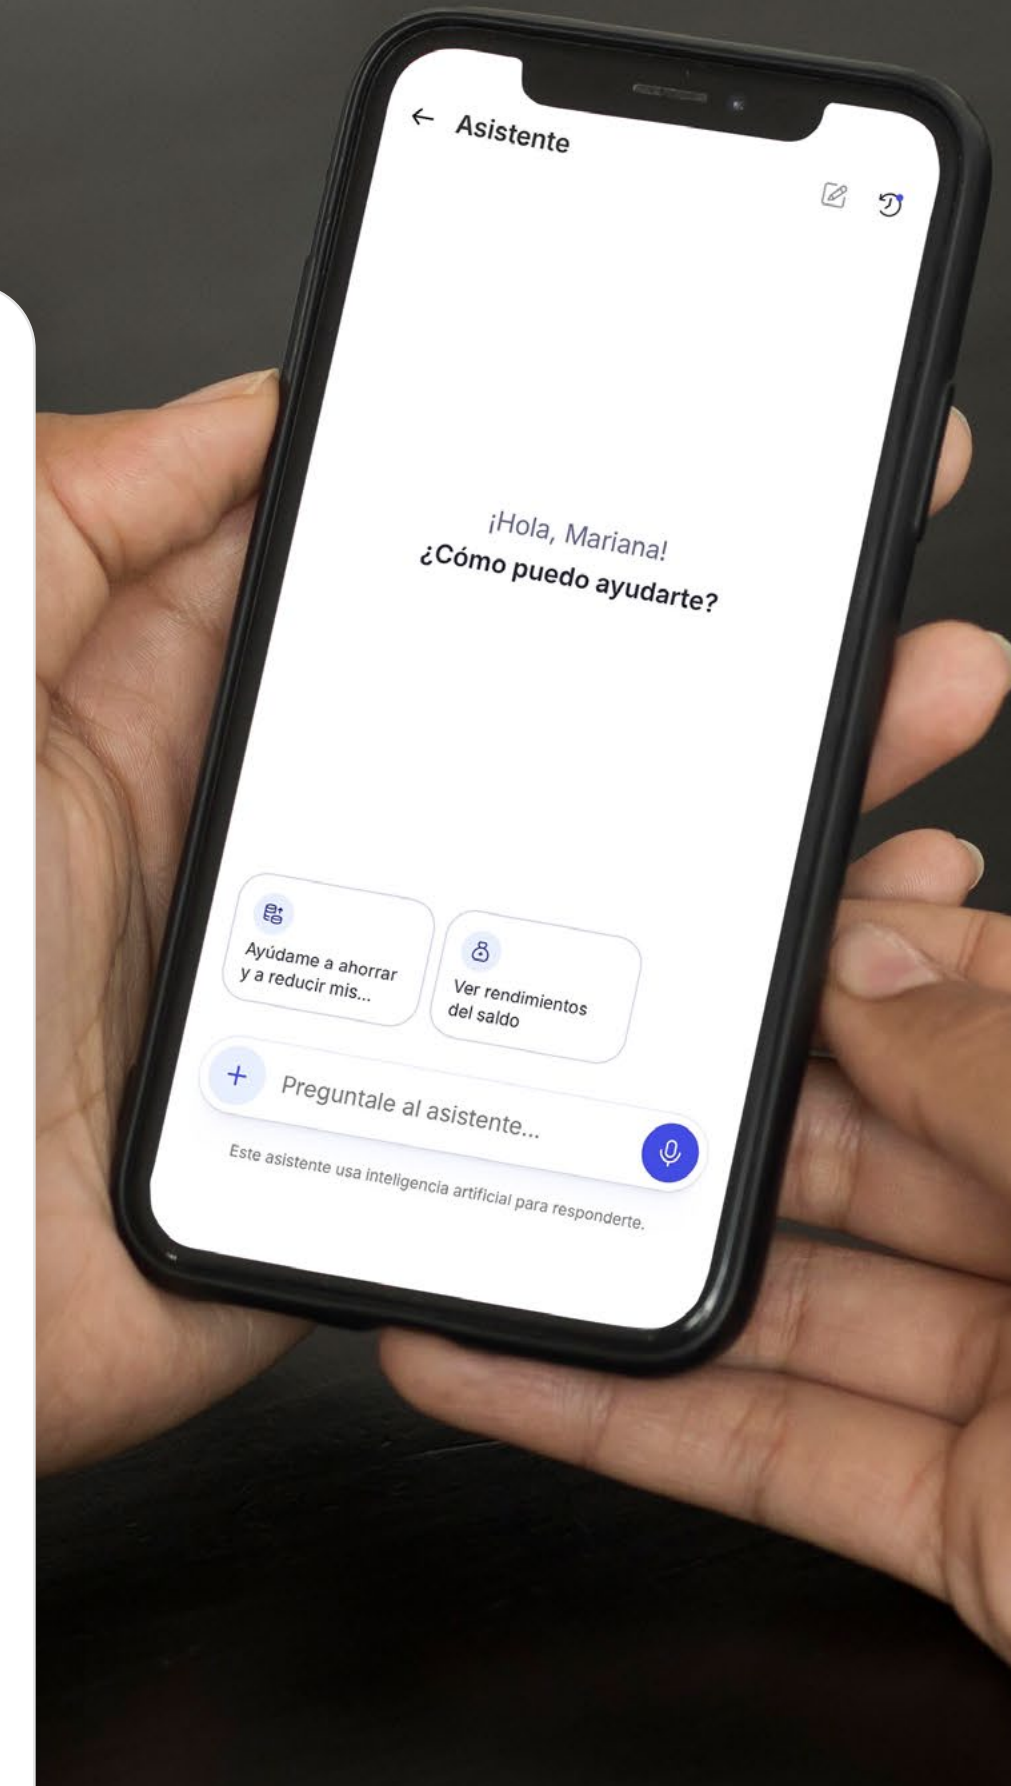 Asistente
¡Hola, Mariana!
¿Cómo puedo ayudarte?
Ayúdame a ahorrar
y a reducir mis...
Ver rendimientos
del saldo
Preguntale al asistente...
Este asistente usa inteligencia artificial para responderte.